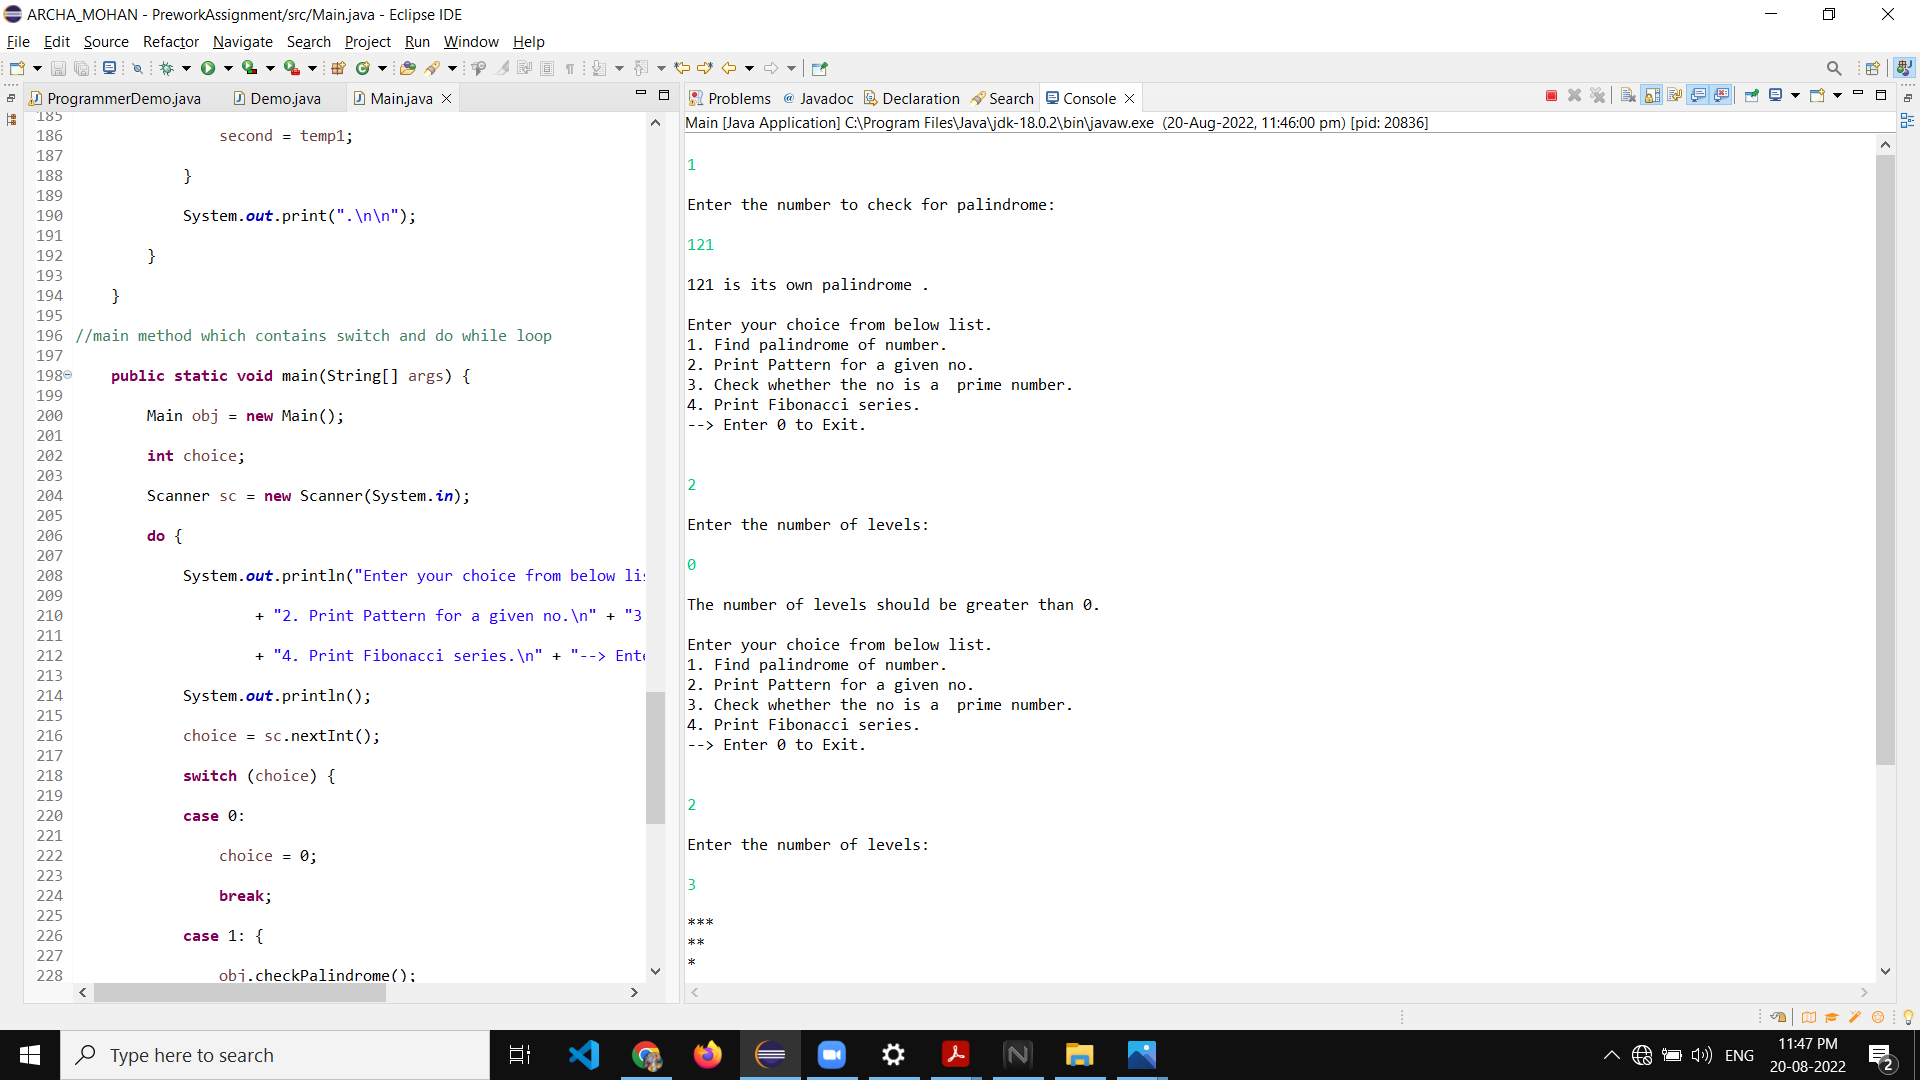 ARCHA_MOHAN - PreworkAssignment/src/Main.java - Eclipse IDE
File Edit Source Refactor Navigate Search Project Run Window Help
ProgrammerDemo.java Demo.java Main.java
185
186 second = temp1;
187
188 }
189
190 System.out.print(".\n\n");
191
192 }
193
194 }
195
196 //main method which contains switch and do while loop
197
198 public static void main(String[] args) {
199
200 Main obj = new Main();
201
202 int choice;
203
204 Scanner sc = new Scanner(System.in);
205
206 do {
207
208 System.out.println("Enter your choice from below li
209
210 + "2. Print Pattern for a given no.\n" + "3
211
212 + "4. Print Fibonacci series.\n" + "--> Ent
213
214 System.out.println();
215
216 choice = sc.nextInt();
217
218 switch (choice) {
219
220 case 0:
221
222 choice = 0;
223
224 break;
225
226 case 1: {
227
228 obj.checkPalindrome();
Problems @ Javadoc Declaration Search Console
Main [Java Application] C:\Program Files\Java\jdk-18.0.2\bin\javaw.exe (20-Aug-2022, 11:46:00 pm) [pid: 20836]
1
Enter the number to check for palindrome:
121
121 is its own palindrome .
Enter your choice from below list.
1. Find palindrome of number.
2. Print Pattern for a given no.
3. Check whether the no is a  prime number.
4. Print Fibonacci series.
--> Enter 0 to Exit.
2
Enter the number of levels:
0
The number of levels should be greater than 0.
Enter your choice from below list.
1. Find palindrome of number.
2. Print Pattern for a given no.
3. Check whether the no is a  prime number.
4. Print Fibonacci series.
--> Enter 0 to Exit.
2
Enter the number of levels:
3
***
**
*
Type here to search
ENG
11:47 PM
20-08-2022
2